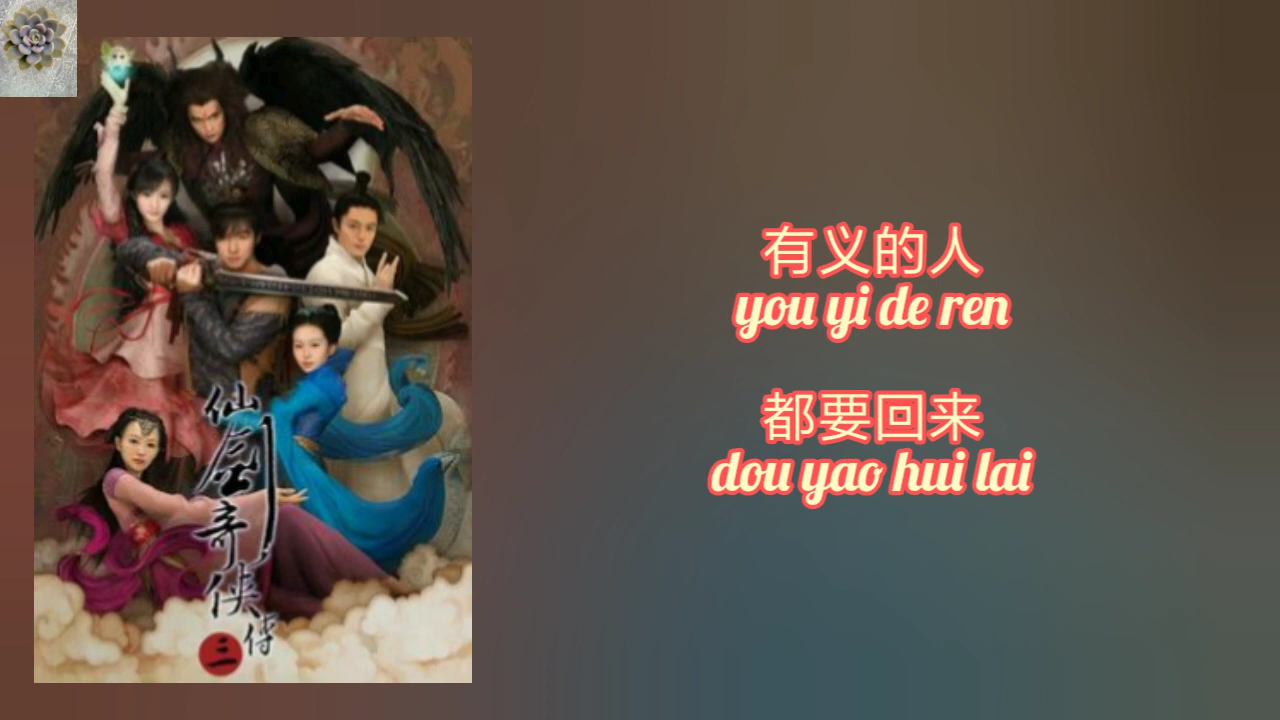 仙剑奇侠傳
三
有义的人
you yi de ren
都要回来
dou yao hui lai